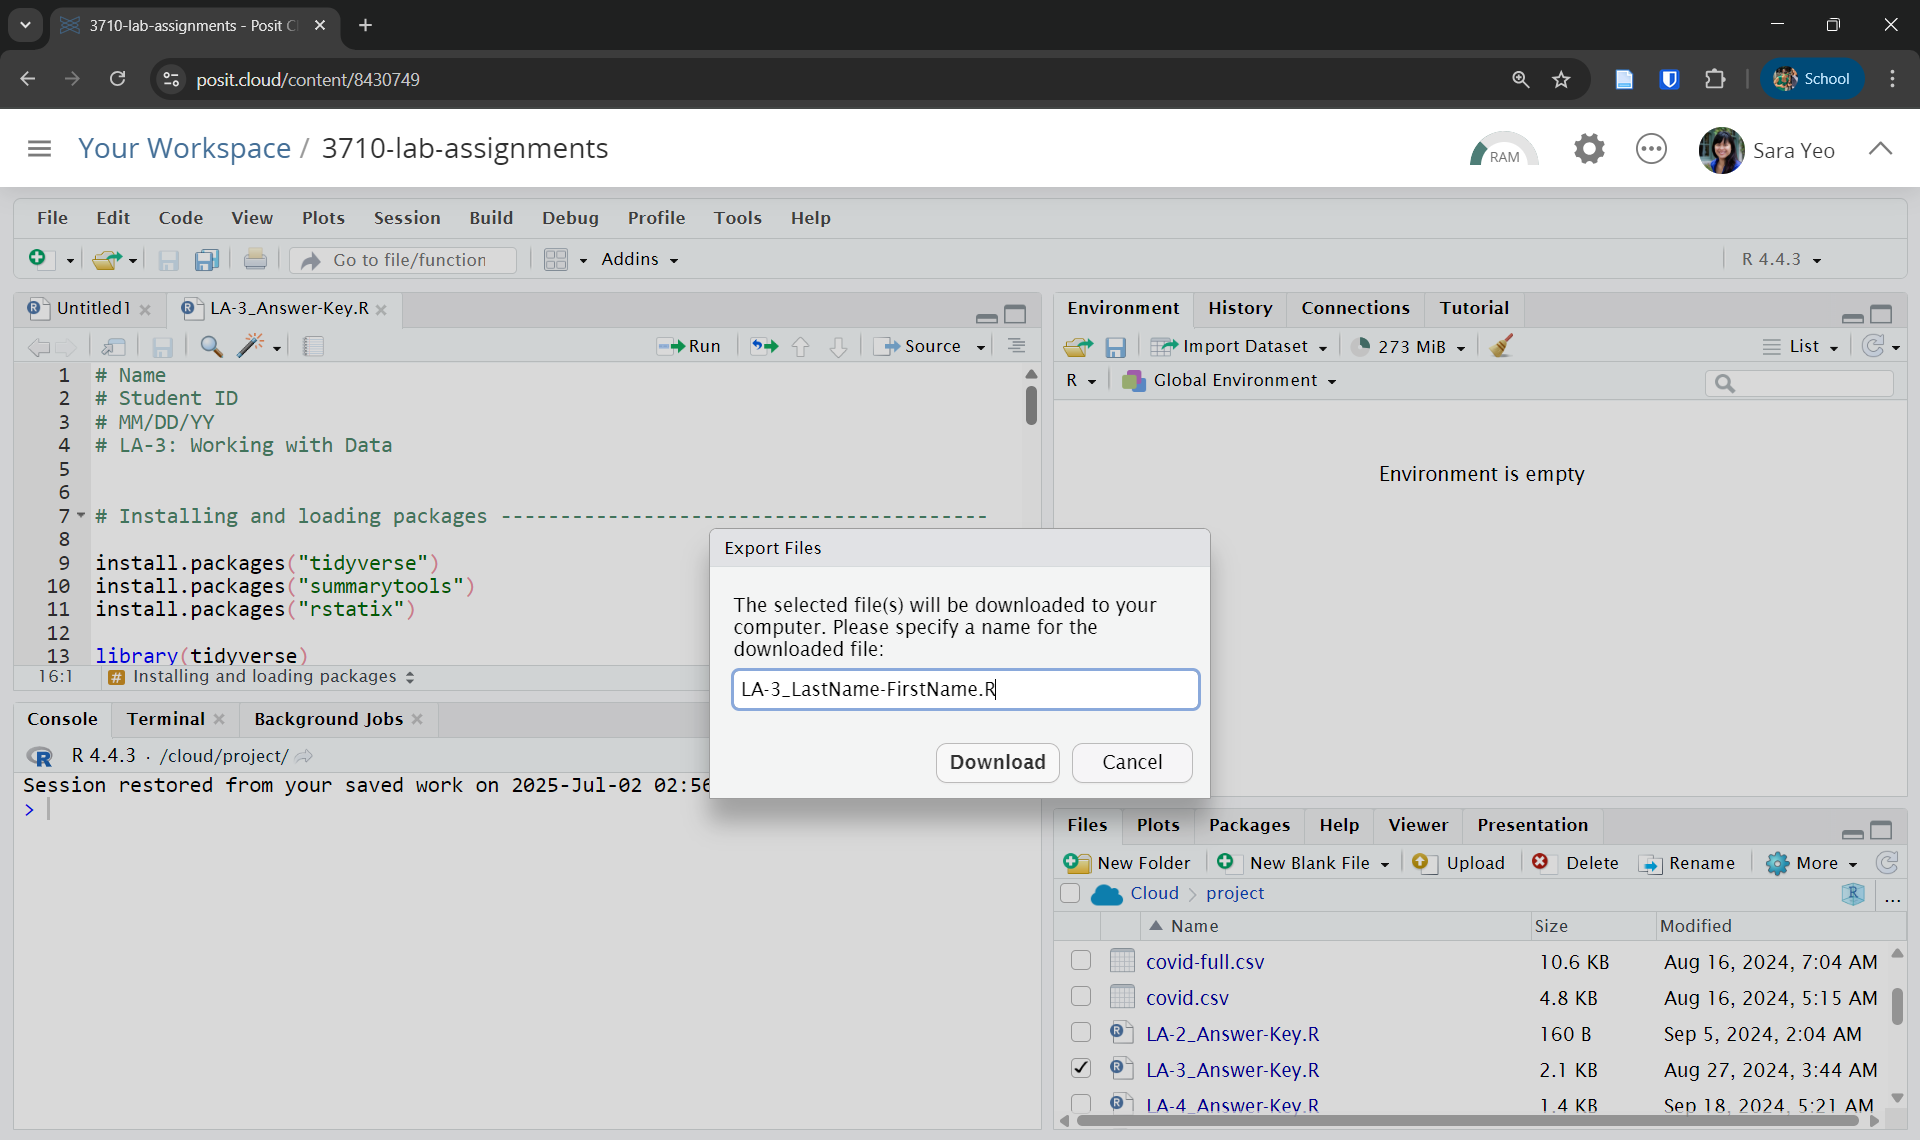 3710-lab-assignments - Posit C
posit.cloud/content/8430749
School
Your Workspace / 3710-lab-assignments
RAM
Sara Yeo
File Edit Code View Plots Session Build Debug Profile Tools Help
Go to file/function
Addins
R 4.4.3
Untitled1
LA-3_Answer-Key.R
Run
Source
1 # Name
2 # Student ID
3 # MM/DD/YY
4 # LA-3: Working with Data
5
6
7 # Installing and loading packages -----------------------------------------
8
9 install.packages("tidyverse")
10 install.packages("summarytools")
11 install.packages("rstatix")
12
13 library(tidyverse)
16:1 # Installing and loading packages
Console Terminal Background Jobs
R R 4.4.3 · /cloud/project/
Session restored from your saved work on 2025-Jul-02 02:56
>
Environment History Connections Tutorial
Import Dataset 273 MiB List
R Global Environment
Environment is empty
Export Files
The selected file(s) will be downloaded to your
computer. Please specify a name for the
downloaded file:
LA-3_LastName-FirstName.R
Download Cancel
Files Plots Packages Help Viewer Presentation
New Folder New Blank File Upload Delete Rename More
Cloud project R ...
Name Size Modified
covid-full.csv 10.6 KB Aug 16, 2024, 7:04 AM
covid.csv 4.8 KB Aug 16, 2024, 5:15 AM
LA-2_Answer-Key.R 160 B Sep 5, 2024, 2:04 AM
LA-3_Answer-Key.R 2.1 KB Aug 27, 2024, 3:44 AM
LA-4_Answer-Key.R 1.4 KB Sep 18, 2024, 5:21 AM